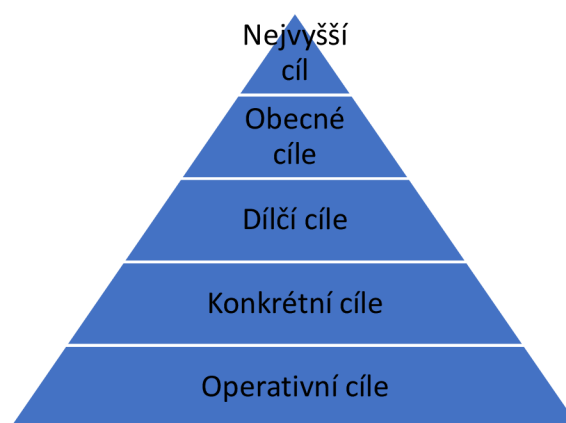 Nejvyšší
cíl
Obecné
cíle
Dílčí cíle
Konkrétní cíle
Operativní cíle